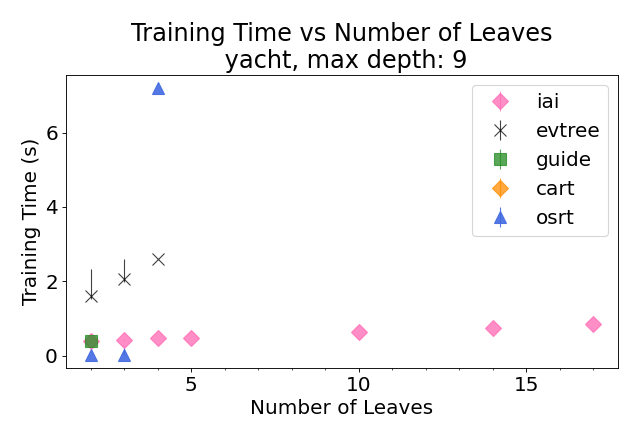 Training Time vs Number of Leaves
yacht, max depth: 9
iai
evtree
guide
cart
osrt
Training Time (s)
6
4
2
0
5
10
15
Number of Leaves